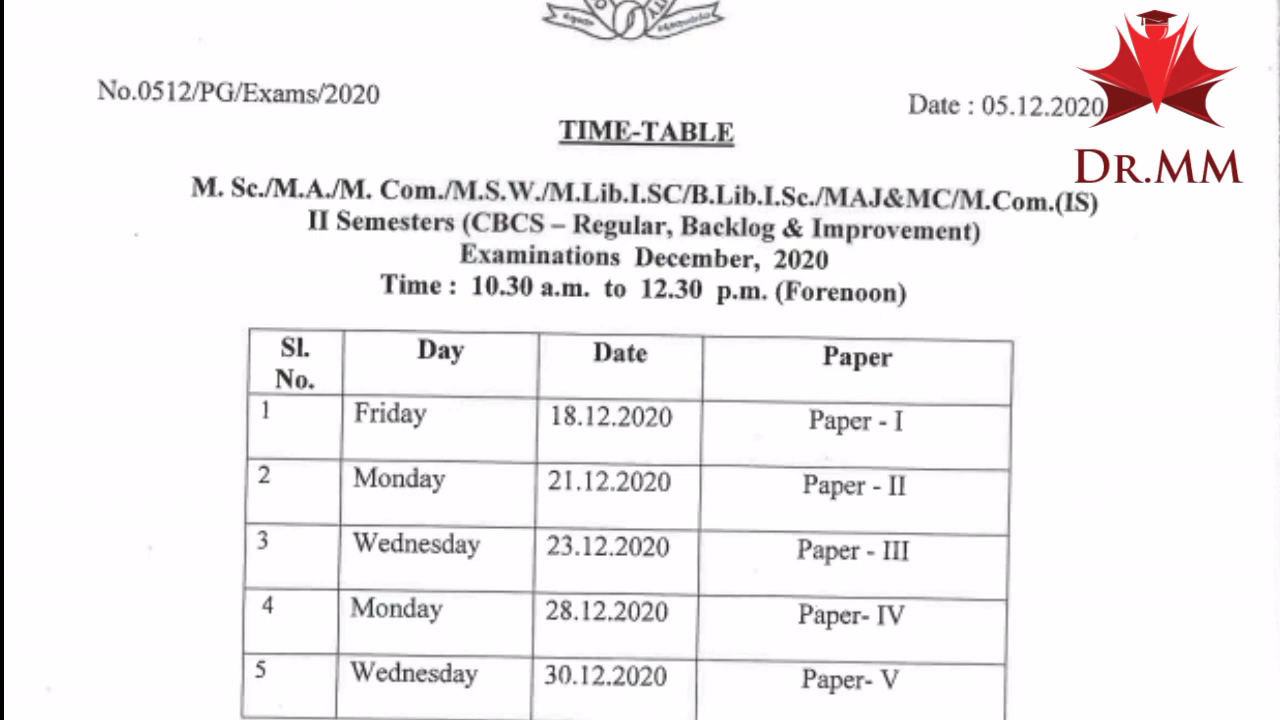 No.0512/PG/Exams/2020
Date : 05.12.2020
DR.MM
TIME-TABLE
M. Sc./M.A./M. Com./M.S.W./M.Lib.I.SC/B.Lib.I.Sc./MAJ&MC/M.Com.(IS)
II Semesters (CBCS – Regular, Backlog & Improvement)
Examinations December, 2020
Time : 10.30 a.m. to 12.30 p.m. (Forenoon)
Sl. No. Day Date Paper
1 Friday 18.12.2020 Paper - I
2 Monday 21.12.2020 Paper - II
3 Wednesday 23.12.2020 Paper - III
4 Monday 28.12.2020 Paper- IV
5 Wednesday 30.12.2020 Paper- V